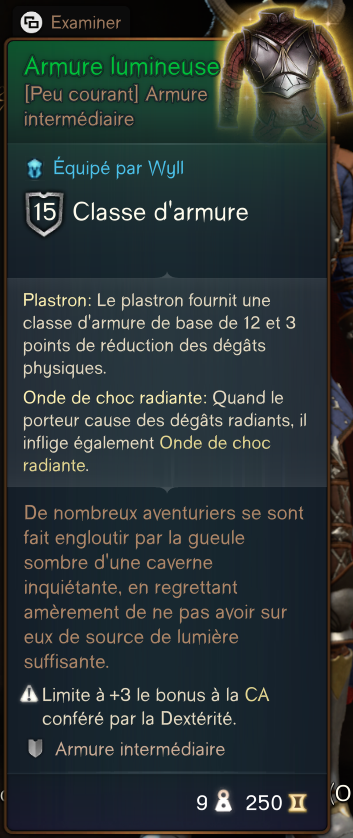 Examiner
Armure lumineuse
[Peu courant] Armure
intermédiaire
Équipé par Wyll
15 Classe d'armure
Plastron: Le plastron fournit une
classe d'armure de base de 12 et 3
points de réduction des dégâts
physiques.
Onde de choc radiante: Quand le
porteur cause des dégâts radiants, il
inflige également Onde de choc
radiante.
De nombreux aventuriers se sont
fait engloutir par la gueule
sombre d'une caverne
inquiétante, en regrettant
amèrement de ne pas avoir sur
eux de source de lumière
suffisante.
Limite à +3 le bonus à la CA
conféré par la Dextérité.
Armure intermédiaire
9 250